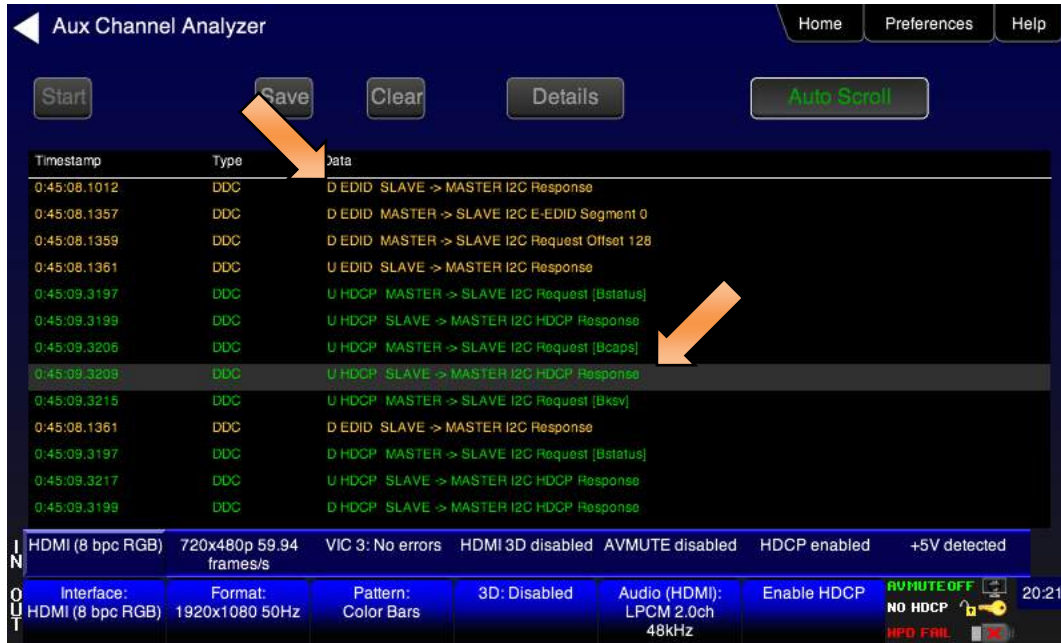 Aux Channel Analyzer
Home Preferences Help
Start Save Clear Details Auto Scroll
Timestamp Type Data
0:45:08.1012 DDC D EDID SLAVE -> MASTER I2C Response
0:45:08.1357 DDC D EDID MASTER -> SLAVE I2C E-EDID Segment 0
0:45:08.1359 DDC D EDID MASTER -> SLAVE I2C Request Offset 128
0:45:08.1361 DDC U EDID SLAVE -> MASTER I2C Response
0:45:09.3197 DDC U HDCP MASTER -> SLAVE I2C Request [Bstatus]
0:45:09.3199 DDC U HDCP SLAVE -> MASTER I2C HDCP Response
0:45:09.3206 DDC U HDCP MASTER -> SLAVE I2C Request [Bcaps]
0:45:09.3209 DDC U HDCP SLAVE -> MASTER I2C HDCP Response
0:45:09.3215 DDC U HDCP MASTER -> SLAVE I2C Request [Bksv]
0:45:08.1361 DDC D EDID SLAVE -> MASTER I2C Response
0:45:09.3197 DDC D HDCP MASTER -> SLAVE I2C Request [Bstatus]
0:45:09.3217 DDC U HDCP SLAVE -> MASTER I2C HDCP Response
0:45:09.3199 DDC D HDCP SLAVE -> MASTER I2C HDCP Response
IN HDMI (8 bpc RGB) 720x480p 59.94 VIC 3: No errors HDMI 3D disabled AVMUTE disabled HDCP enabled +5V detected
frames/s
OUT Interface: Format: Pattern: 3D: Disabled Audio (HDMI): Enable HDCP AVMUTE OFF
HDMI (8 bpc RGB) 1920x1080 50Hz Color Bars LPCM 2.0ch NO HDCP 20:21
48kHz HPD FAIL